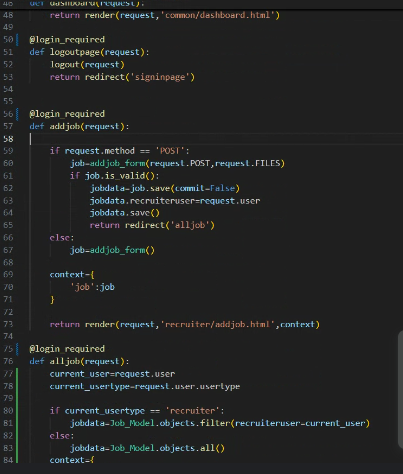 48 return render(request,'common/dashboard.html')
49
50 @login_required
51 def logoutpage(request):
52 logout(request)
53 return redirect('signinpage')
54
55
56 @login_required
57 def addjob(request):
58
59 if request.method == 'POST':
60 job=addjob_form(request.POST,request.FILES)
61 if job.is_valid():
62 jobdata=job.save(commit=False)
63 jobdata.recruiteruser=request.user
64 jobdata.save()
65 return redirect('alljob')
66 else:
67 job=addjob_form()
68
69 context={
70 'job':job
71 }
72
73 return render(request,'recruiter/addjob.html',context)
74
75 @login_required
76 def alljob(request):
77 current_user=request.user
78 current_usertype=request.user.usertype
79
80 if current_usertype == 'recruiter':
81 jobdata=Job_Model.objects.filter(recruiteruser=current_user)
82 else:
83 jobdata=Job_Model.objects.all()
84 context={